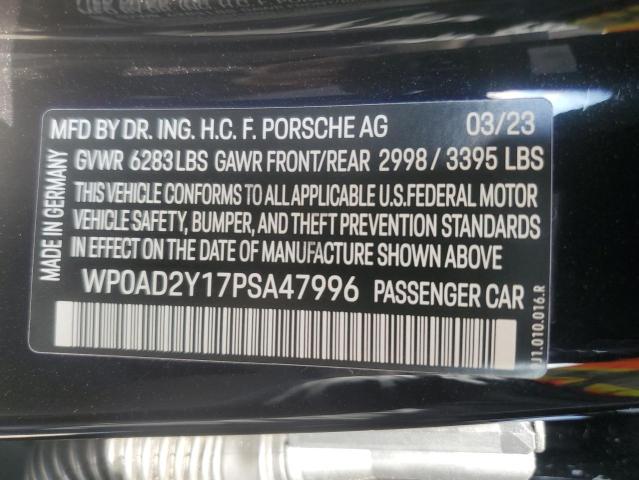 MFD BY DR. ING. H.C. F. PORSCHE AG 03/23
GVWR 6283 LBS GAWR FRONT/REAR 2998 / 3395 LBS
THIS VEHICLE CONFORMS TO ALL APPLICABLE U.S.FEDERAL MOTOR
VEHICLE SAFETY, BUMPER, AND THEFT PREVENTION STANDARDS
IN EFFECT ON THE DATE OF MANUFACTURE SHOWN ABOVE.
WP0AD2Y17PSA47996 PASSENGER CAR
MADE IN GERMANY
J1.010.016.R